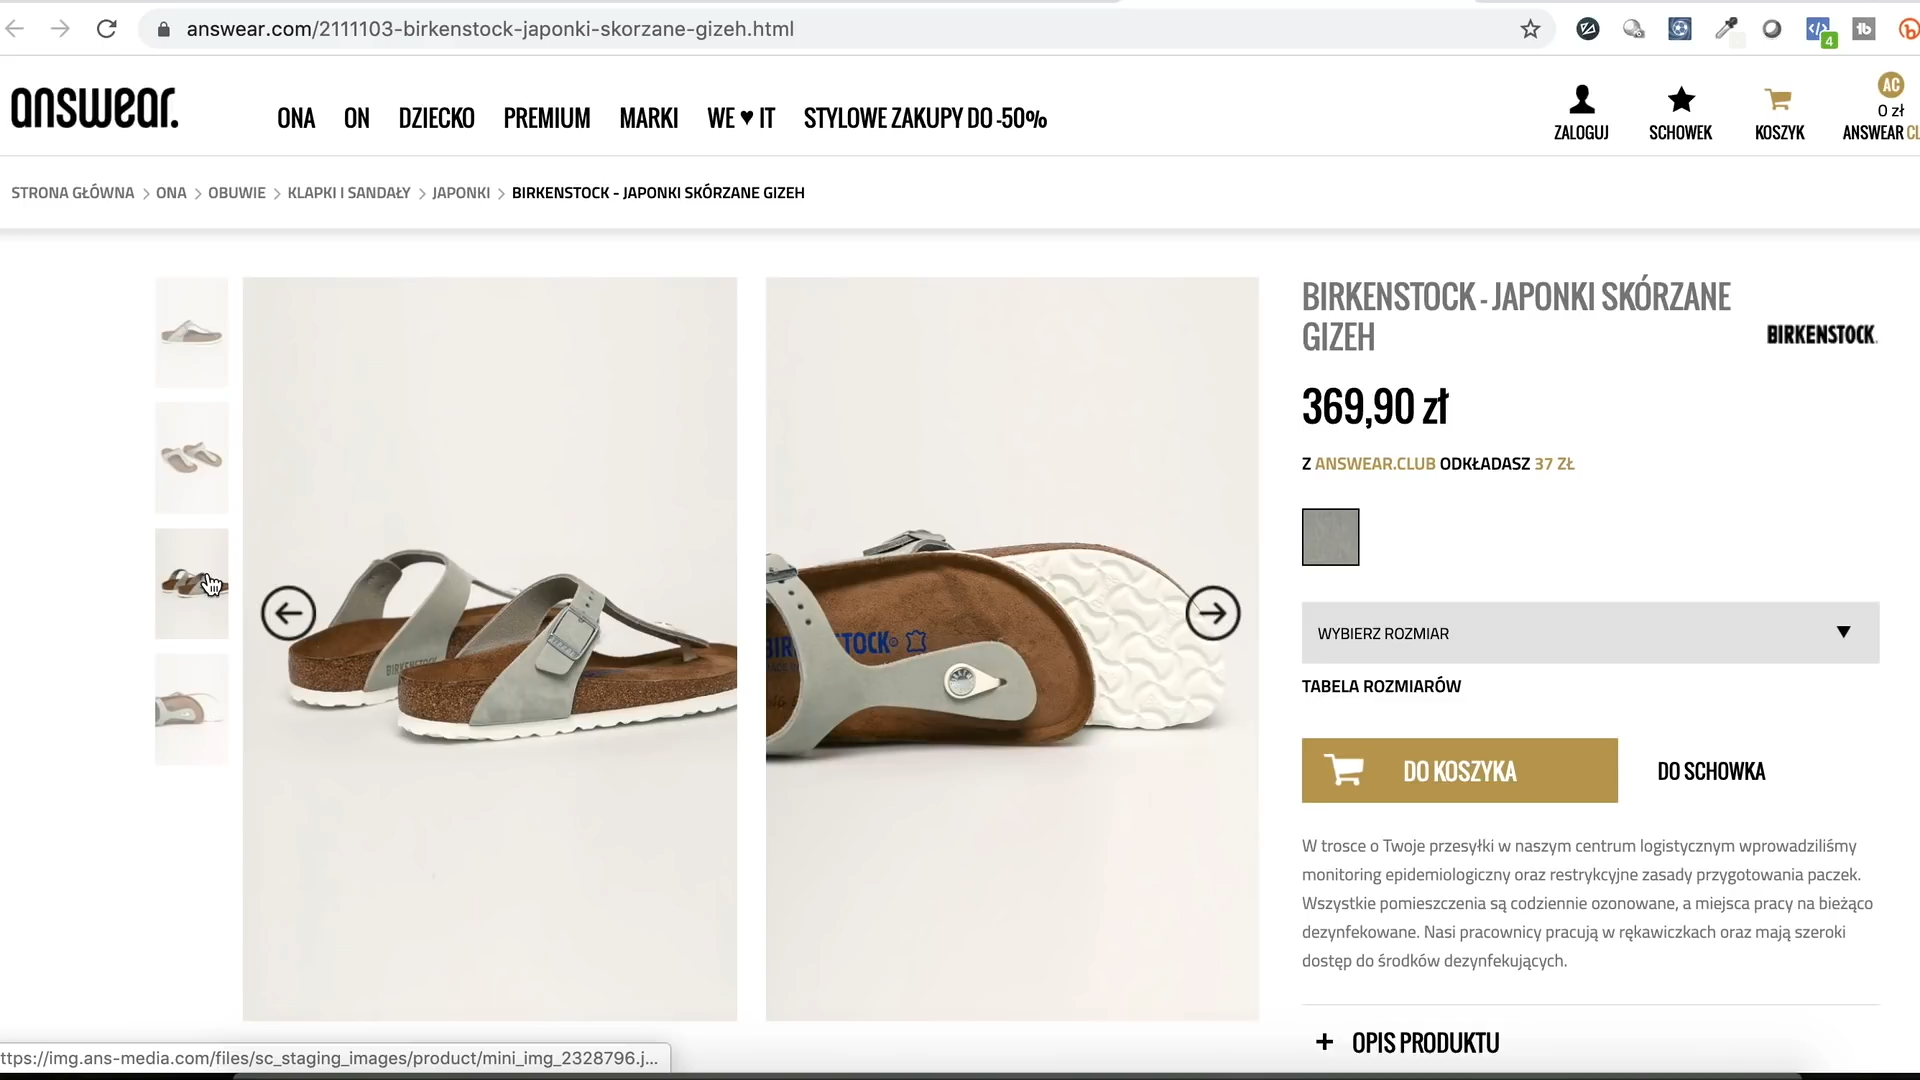 answear.com/2111103-birkenstock-japonki-skorzane-gizeh.html
4
answear.
ONA ON DZIECKO PREMIUM MARKI WE ♥ IT STYLOWE ZAKUPY DO -50%
AC
0 zł
ZALOGUJ SCHOWEK KOSZYK ANSWEAR CL
STRONA GŁÓWNA > ONA > OBUWIE > KLAPKI I SANDAŁY > JAPONKI > BIRKENSTOCK - JAPONKI SKÓRZANE GIZEH
BIRKENSTOCK - JAPONKI SKÓRZANE
GIZEH
BIRKENSTOCK
369,90 zł
Z ANSWEAR.CLUB ODKŁADASZ 37 ZŁ
WYBIERZ ROZMIAR
TABELA ROZMIARÓW
DO KOSZYKA
DO SCHOWKA
W trosce o Twoje przesyłki w naszym centrum logistycznym wprowadziliśmy
monitoring epidemiologiczny oraz restrykcyjne zasady przygotowania paczek.
Wszystkie pomieszczenia są codziennie ozonowane, a miejsca pracy na bieżąco
dezynfekowane. Nasi pracownicy pracują w rękawiczkach oraz mają szeroki
dostęp do środków dezynfekujących.
+ OPIS PRODUKTU
ttps://img.ans-media.com/files/sc_staging_images/product/mini_img_2328796.j...